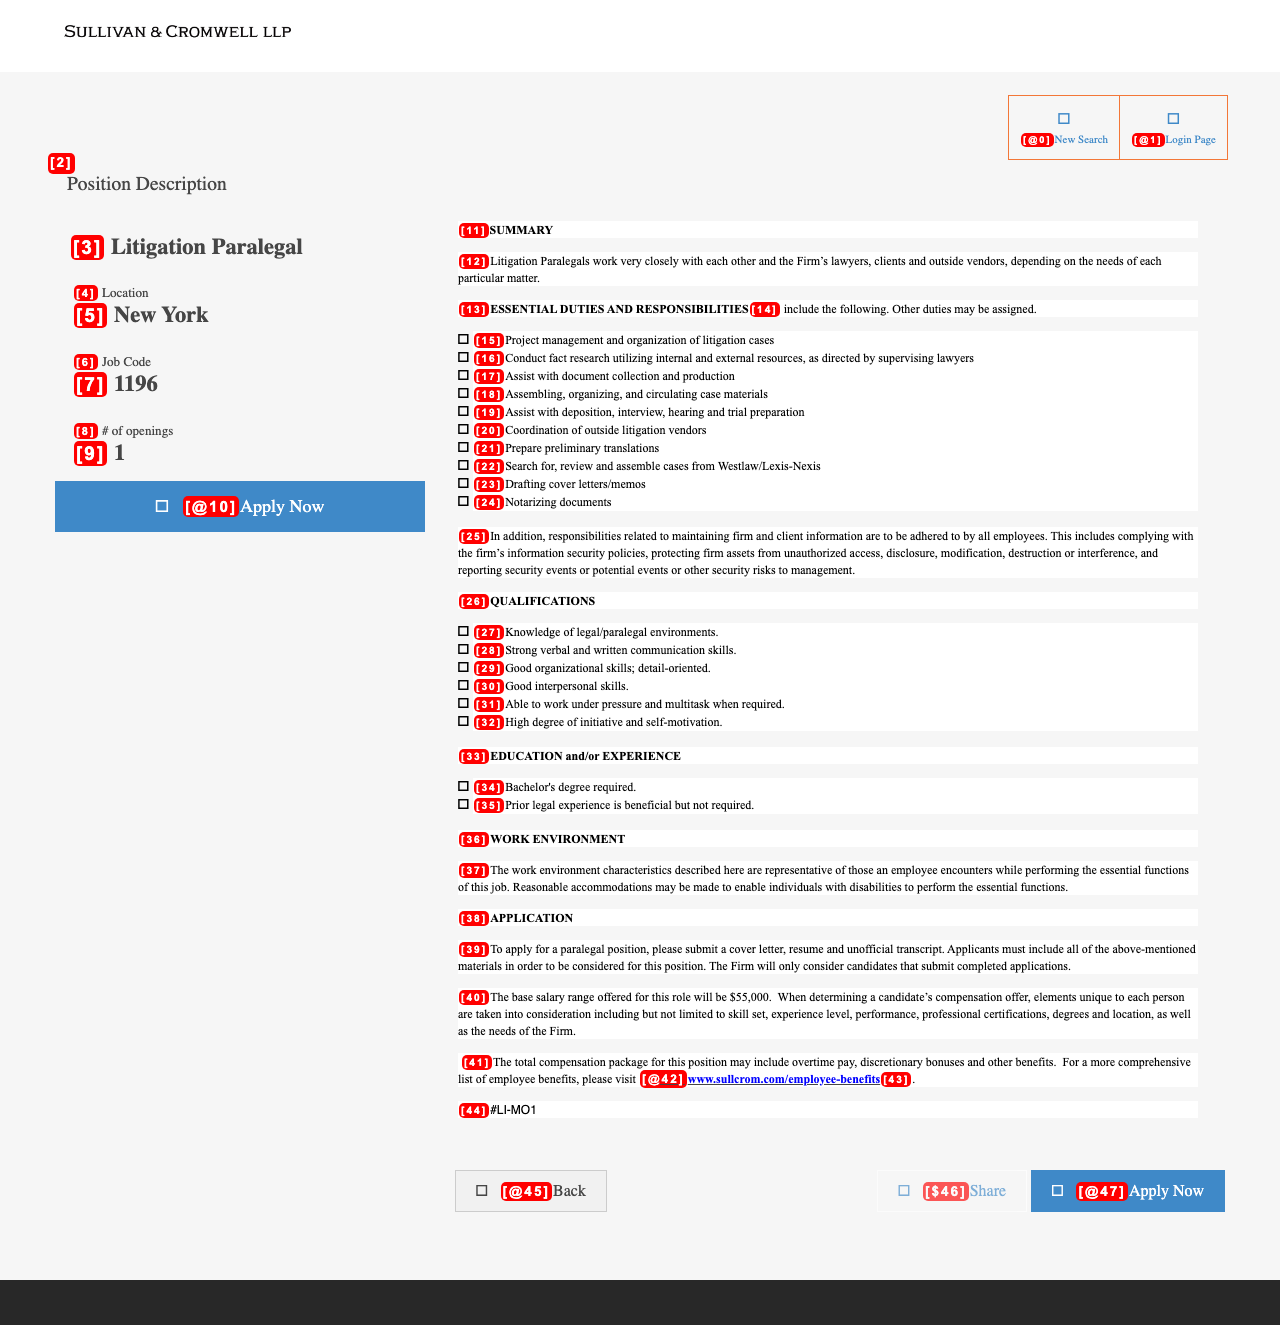 SULLIVAN & CROMWELL LLP
[@0]New Search
[@1]Login Page
[2]
Position Description
[3] Litigation Paralegal
[4] Location
[5] New York
[6] Job Code
[7] 1196
[8] # of openings
[9] 1
[@10]Apply Now
[11]SUMMARY
[12]Litigation Paralegals work very closely with each other and the Firm’s lawyers, clients and outside vendors, depending on the needs of each
particular matter.
[13]ESSENTIAL DUTIES AND RESPONSIBILITIES[14] include the following. Other duties may be assigned.
[15]Project management and organization of litigation cases
[16]Conduct fact research utilizing internal and external resources, as directed by supervising lawyers
[17]Assist with document collection and production
[18]Assembling, organizing, and circulating case materials
[19]Assist with deposition, interview, hearing and trial preparation
[20]Coordination of outside litigation vendors
[21]Prepare preliminary translations
[22]Search for, review and assemble cases from Westlaw/Lexis-Nexis
[23]Drafting cover letters/memos
[24]Notarizing documents
[25]In addition, responsibilities related to maintaining firm and client information are to be adhered to by all employees. This includes complying with
the firm’s information security policies, protecting firm assets from unauthorized access, disclosure, modification, destruction or interference, and
reporting security events or potential events or other security risks to management.
[26]QUALIFICATIONS
[27]Knowledge of legal/paralegal environments.
[28]Strong verbal and written communication skills.
[29]Good organizational skills; detail-oriented.
[30]Good interpersonal skills.
[31]Able to work under pressure and multitask when required.
[32]High degree of initiative and self-motivation.
[33]EDUCATION and/or EXPERIENCE
[34]Bachelor's degree required.
[35]Prior legal experience is beneficial but not required.
[36]WORK ENVIRONMENT
[37]The work environment characteristics described here are representative of those an employee encounters while performing the essential functions
of this job. Reasonable accommodations may be made to enable individuals with disabilities to perform the essential functions.
[38]APPLICATION
[39]To apply for a paralegal position, please submit a cover letter, resume and unofficial transcript. Applicants must include all of the above-mentioned
materials in order to be considered for this position. The Firm will only consider candidates that submit completed applications.
[40]The base salary range offered for this role will be $55,000.  When determining a candidate’s compensation offer, elements unique to each person
are taken into consideration including but not limited to skill set, experience level, performance, professional certifications, degrees and location, as well
as the needs of the Firm.
[41]The total compensation package for this position may include overtime pay, discretionary bonuses and other benefits.  For a more comprehensive
list of employee benefits, please visit [@42]www.sullcrom.com/employee-benefits[43].
[44]#LI-MO1
[@45]Back
[$46]Share
[@47]Apply Now